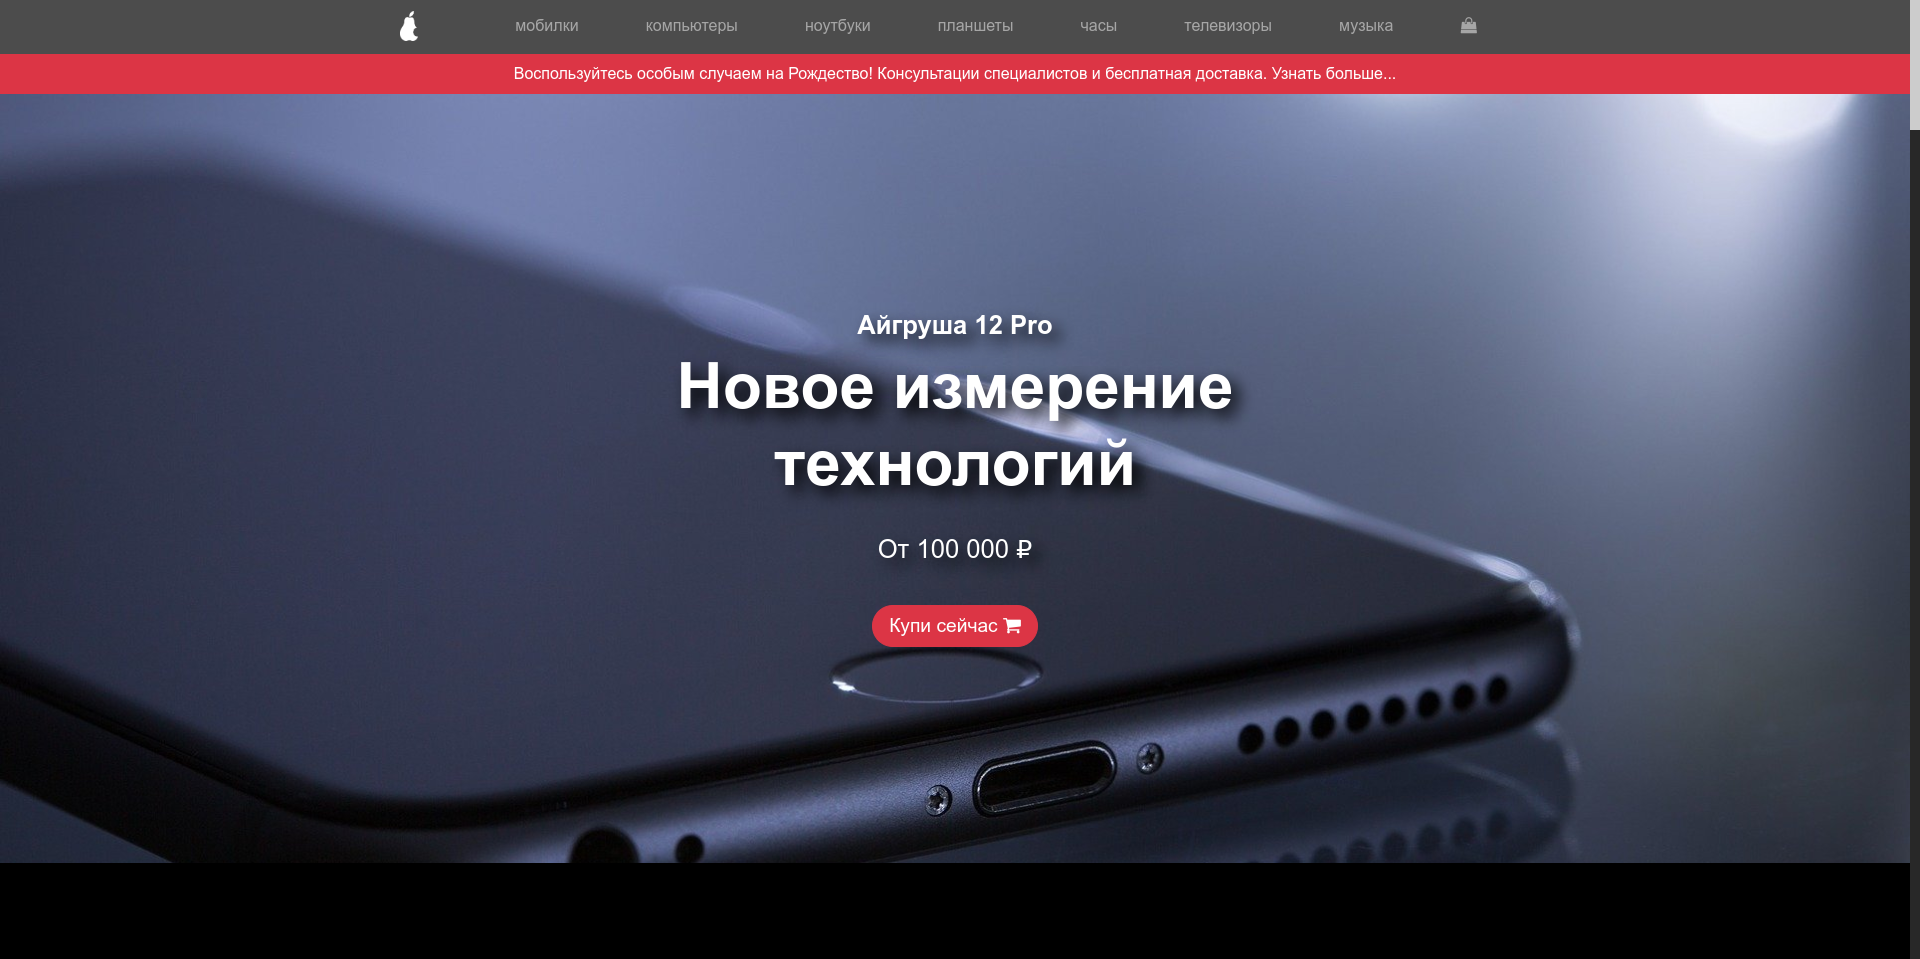 мобилки компьютеры ноутбуки планшеты часы телевизоры музыка
Воспользуйтесь особым случаем на Рождество! Консультации специалистов и бесплатная доставка. Узнать больше...
Айгруша 12 Pro
Новое измерение
технологий
От 100 000 ₽
Купи сейчас